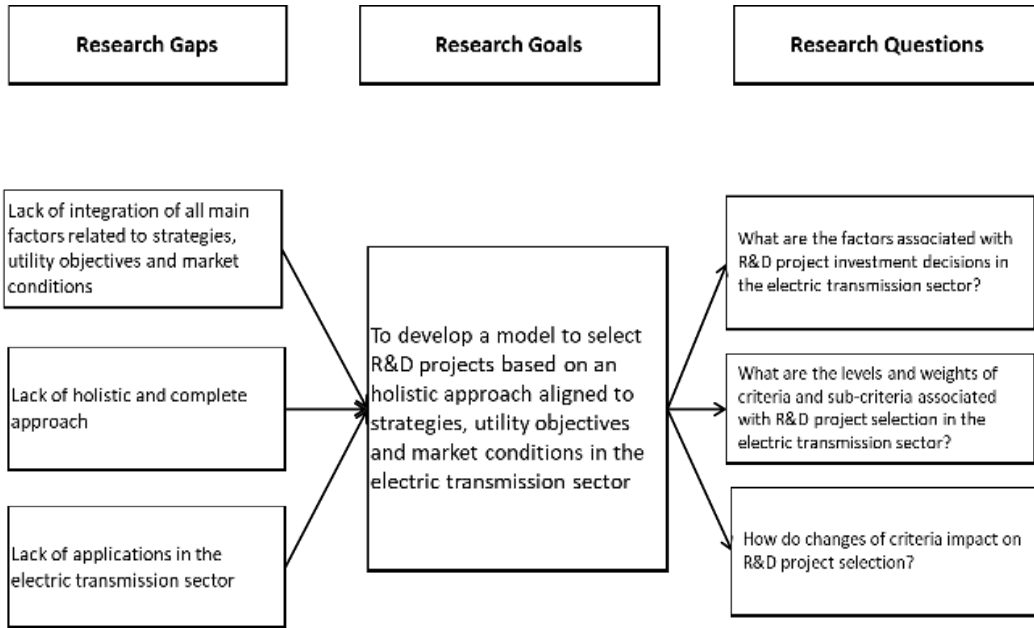 Research Gaps
Research Goals
Research Questions
Lack of integration of all main
factors related to strategies,
utility objectives and market
conditions
Lack of holistic and complete
approach
Lack of applications in the
electric transmission sector
To develop a model to select
R&D projects based on an
holistic approach aligned to
strategies, utility objectives
and market conditions in the
electric transmission sector
What are the factors associated with
R&D project investment decisions in
the electric transmission sector?
What are the levels and weights of
criteria and sub-criteria associated
with R&D project selection in the
electric transmission sector?
How do changes of criteria impact on
R&D project selection?